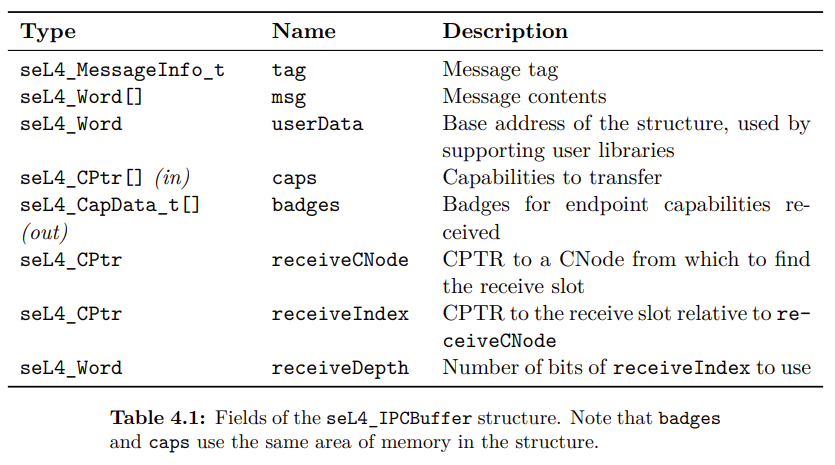 Type Name Description
seL4_MessageInfo_t tag Message tag
seL4_Word[] msg Message contents
seL4_Word userData Base address of the structure, used by
supporting user libraries
seL4_CPtr[] (in) caps Capabilities to transfer
seL4_CapData_t[] badges Badges for endpoint capabilities re-
(out) ceived
seL4_CPtr receiveCNode CPTR to a CNode from which to find
the receive slot
seL4_CPtr receiveIndex CPTR to the receive slot relative to re-
ceiveCNode
seL4_Word receiveDepth Number of bits of receiveIndex to use
Table 4.1: Fields of the seL4_IPCBuffer structure. Note that badges
and caps use the same area of memory in the structure.